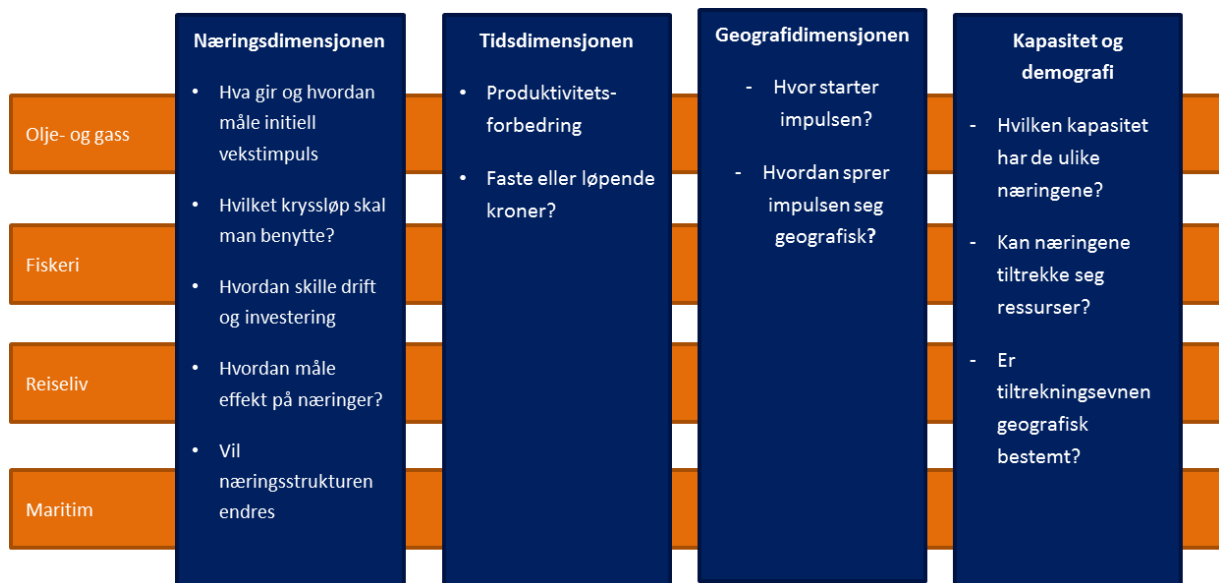 Næringsdimensjonen
• Hva gir og hvordan
måle initiell
vekstimpuls
• Hvilket kryssløp skal
man benytte?
• Hvordan skille drift
og investering
• Hvordan måle
effekt på næringer?
• Vil
næringsstrukturen
endres
Tidsdimensjonen
• Produktivitets-
forbedring
• Faste eller løpende
kroner?
Geografidimensjonen
- Hvor starter
impulsen?
- Hvordan sprer
impulsen seg
geografisk?
Kapasitet og
demografi
- Hvilken kapasitet
har de ulike
næringene?
- Kan næringene
tiltrekke seg
ressurser?
- Er
tiltrekningsevnen
geografisk
bestemt?
Olje- og gass
Fiskeri
Reiseliv
Maritim